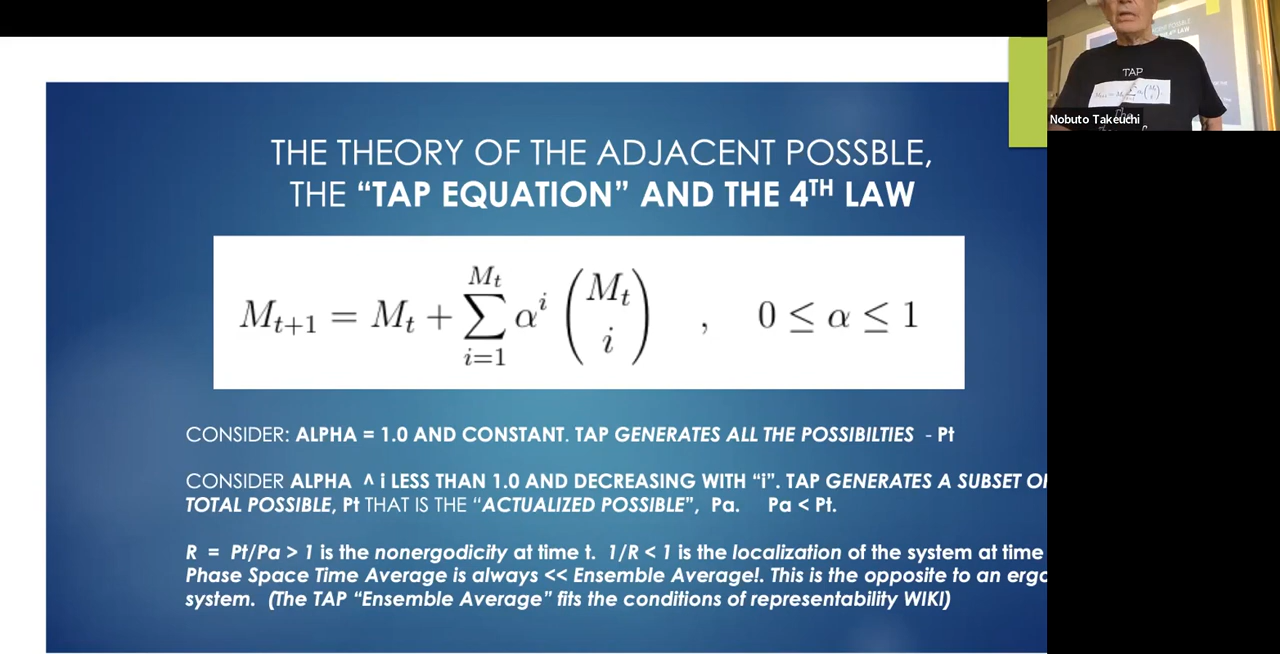 THE THEORY OF THE ADJACENT POSSBLE,
THE “TAP EQUATION” AND THE 4TH LAW
M_{t+1} = M_t + \sum_{i=1}^{M_t} α^i \binom{M_t}{i} , 0 ≤ α ≤ 1
CONSIDER: ALPHA = 1.0 AND CONSTANT. TAP GENERATES ALL THE POSSIBILTIES - Pt
CONSIDER ALPHA ^ i LESS THAN 1.0 AND DECREASING WITH “i”. TAP GENERATES A SUBSET
TOTAL POSSIBLE, Pt THAT IS THE “ACTUALIZED POSSIBLE”, Pa. Pa < Pt.
R = Pt/Pa > 1 is the nonergodicity at time t. 1/R < 1 is the localization of the system at time
Phase Space Time Average is always << Ensemble Average!. This is the opposite to an
system. (The TAP “Ensemble Average” fits the conditions of representability WIKI)
TAP
Nobuto Takeuchi